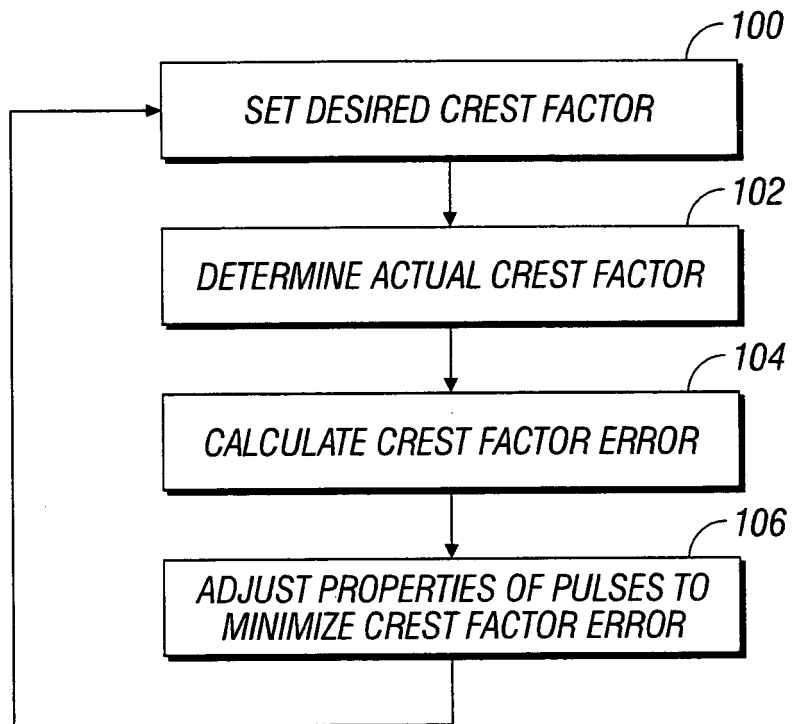 100
SET DESIRED CREST FACTOR
102
DETERMINE ACTUAL CREST FACTOR
104
CALCULATE CREST FACTOR ERROR
106
ADJUST PROPERTIES OF PULSES TO
MINIMIZE CREST FACTOR ERROR